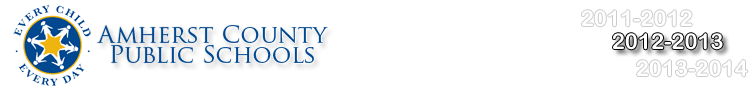 EVERY CHILD
EVERY DAY
AMHERST COUNTY
PUBLIC SCHOOLS
2011-2012
2012-2013
2013-2014